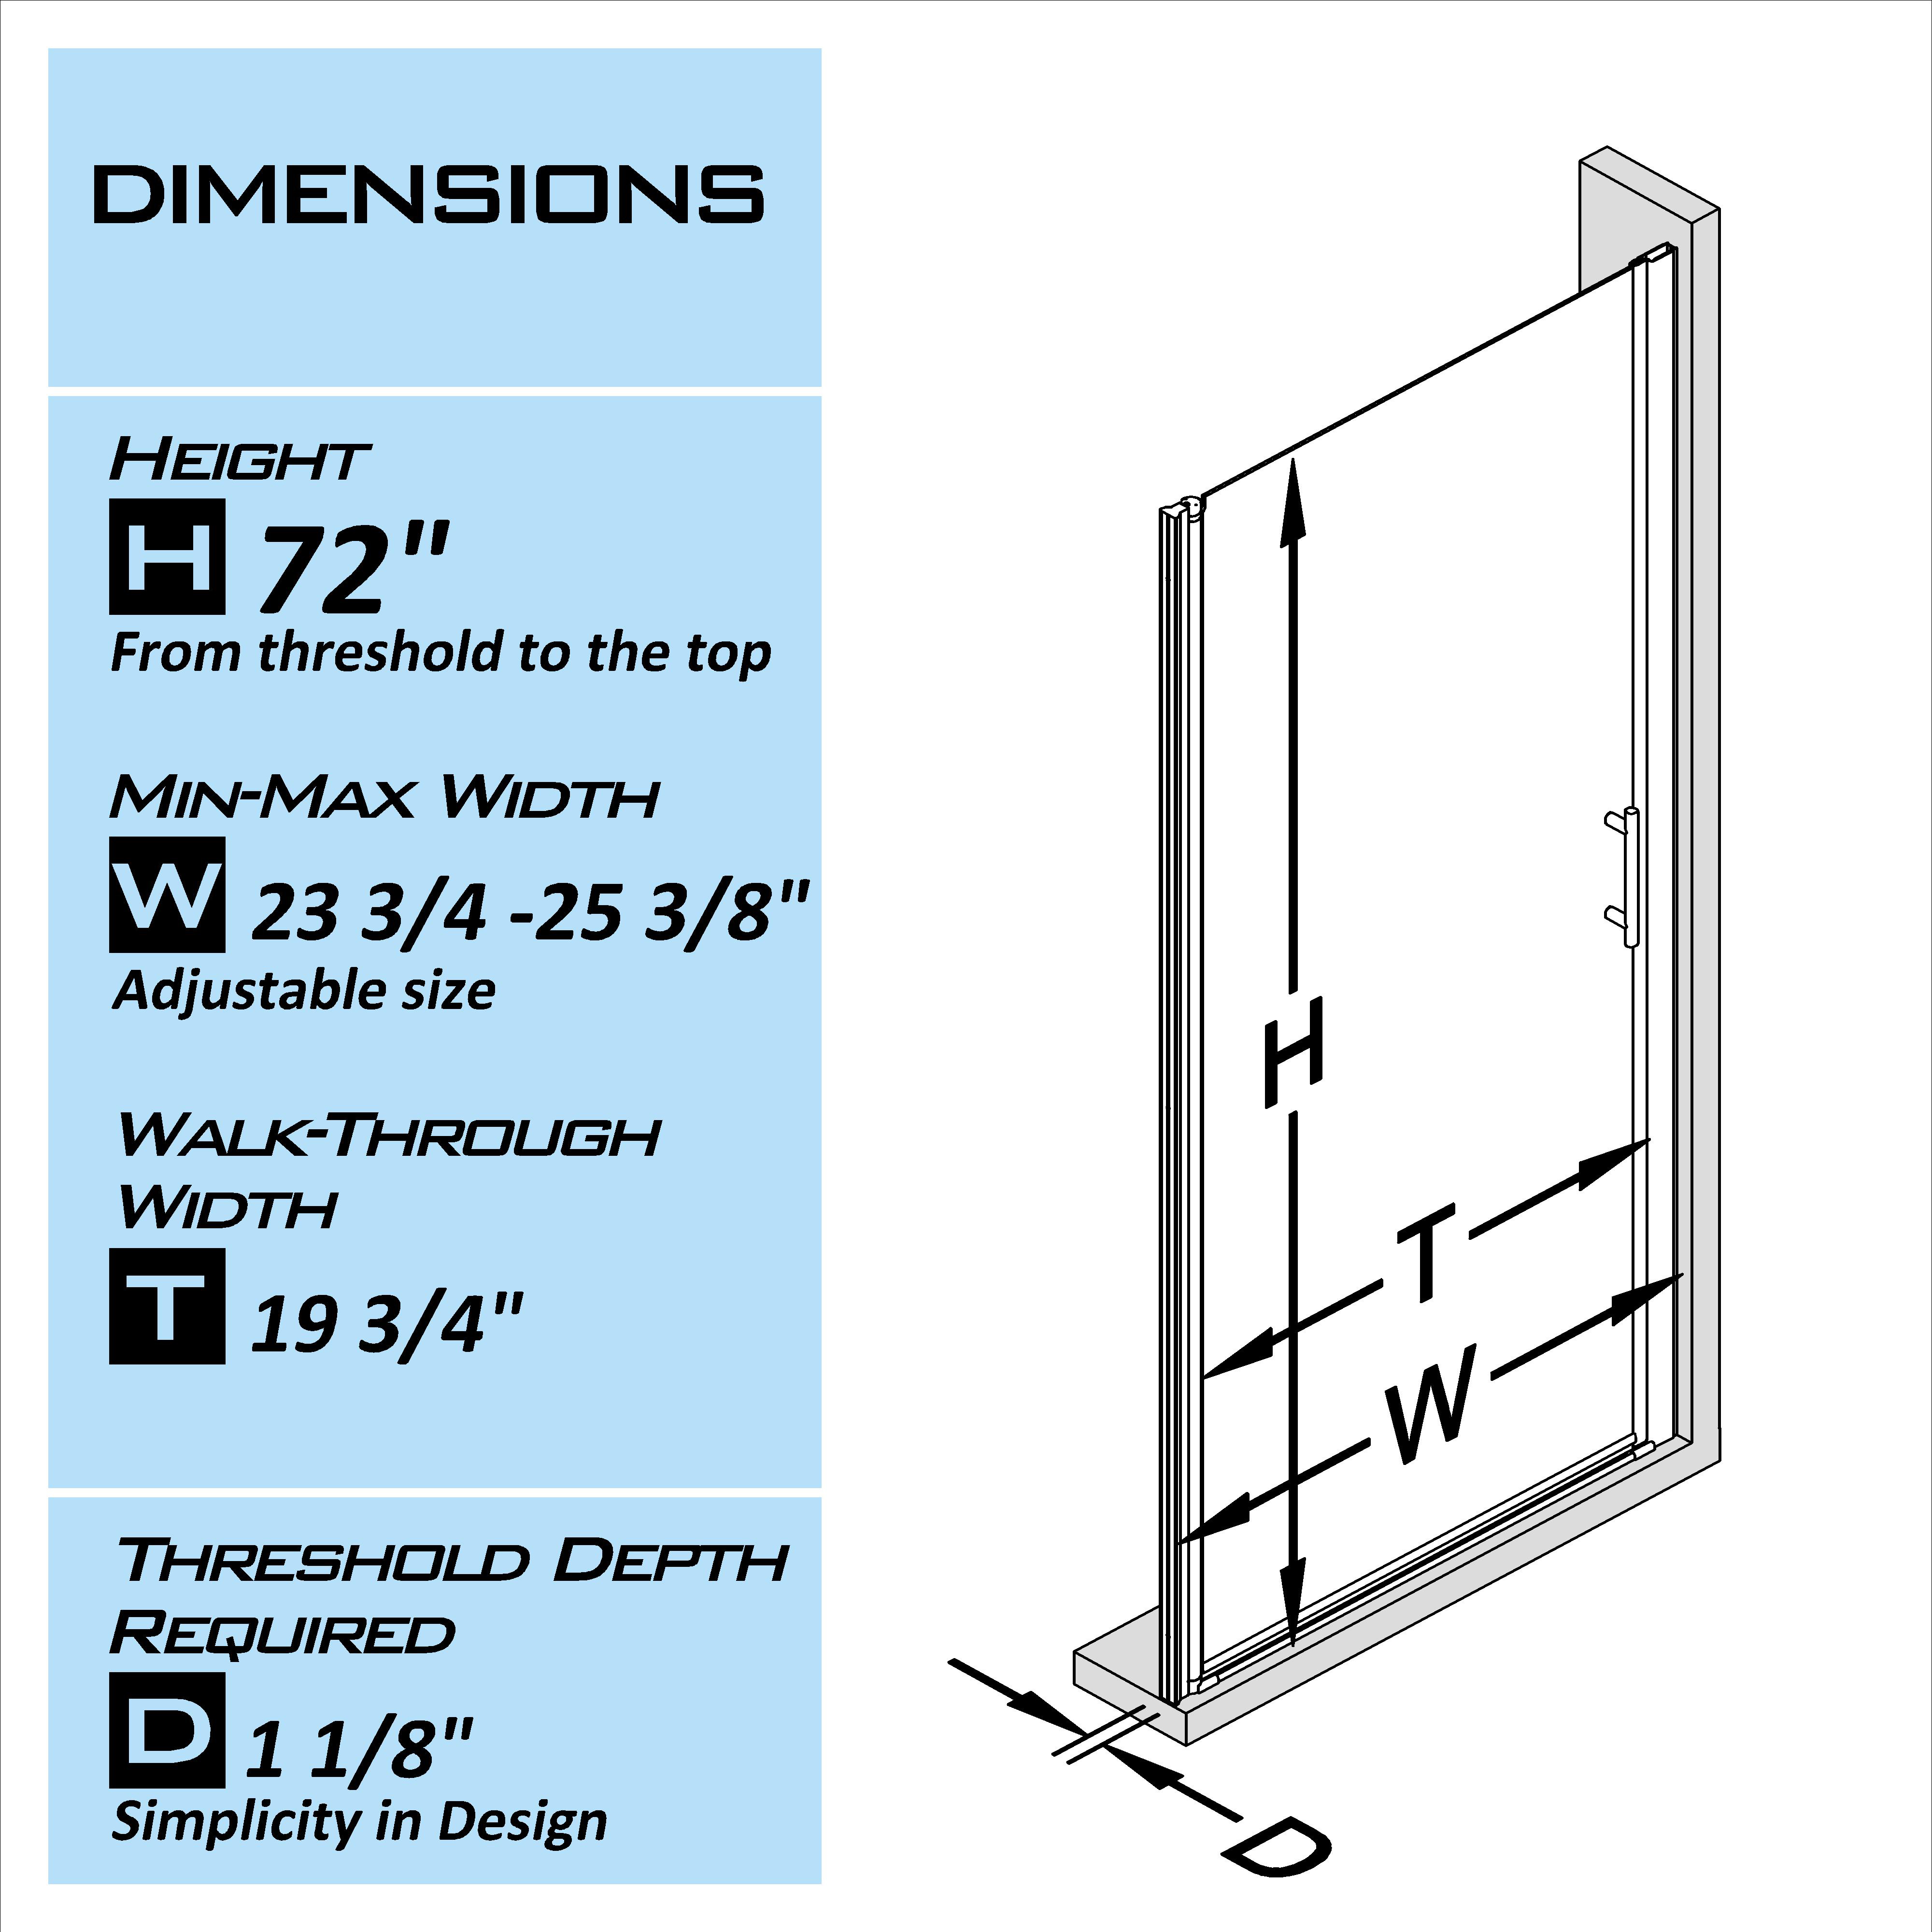 DIMENSIONS
HEIGHT
H 72"
From threshold to the top
MIN-MAX WIDTH
W 23 3/4 -25 3/8"
Adjustable size
WALK-THROUGH
WIDTH
T 19 3/4"
THRESHOLD DEPTH
REQUIRED
D 1 1/8"
Simplicity in Design
H
T
W
D